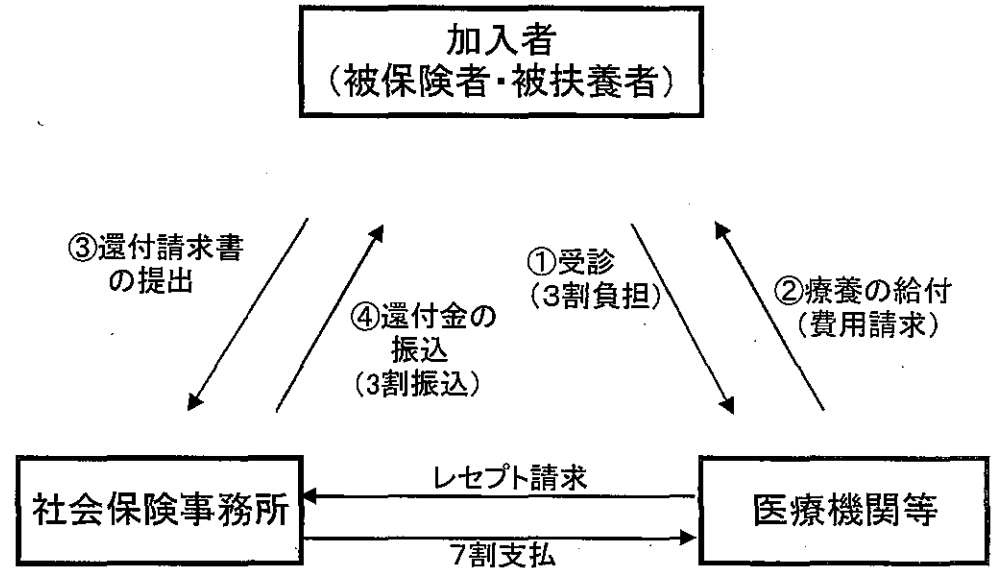 加入者
（被保険者・被扶養者）
③還付請求書
の提出
④還付金の
振込
（3割振込）
①受診
（3割負担）
②療養の給付
（費用請求）
社会保険事務所
レセプト請求
7割支払
医療機関等